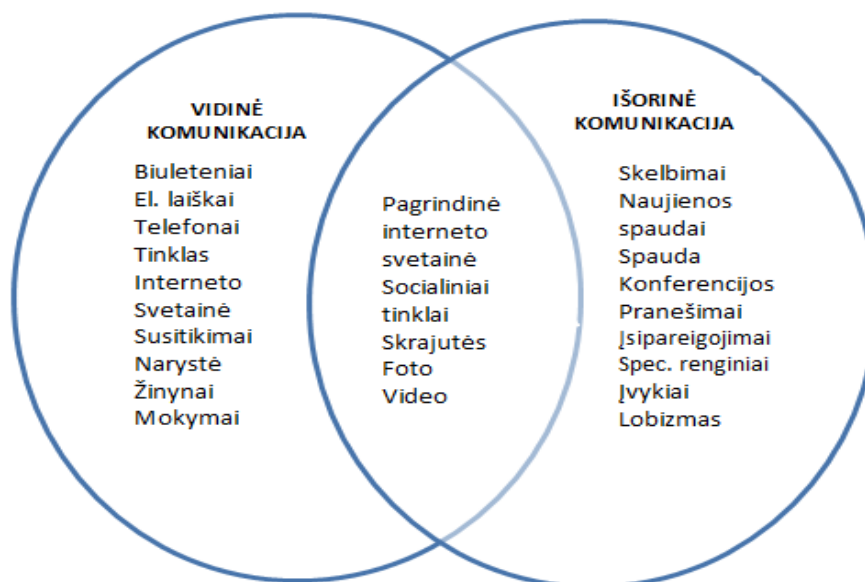 VIDINĖ
KOMUNIKACIJA
Biuleteniai
El. laiškai
Telefonai
Tinklas
Interneto
Svetainė
Susitikimai
Narystė
Žinynai
Mokymai
Pagrindinė
interneto
svetainė
Socialiniai
tinklai
Skrajutės
Foto
Video
IŠORINĖ
KOMUNIKACIJA
Skelbimai
Naujienos
spaudai
Spauda
Konferencijos
Pranešimai
Įsipareigojimai
Spec. renginiai
Įvykiai
Lobizmas